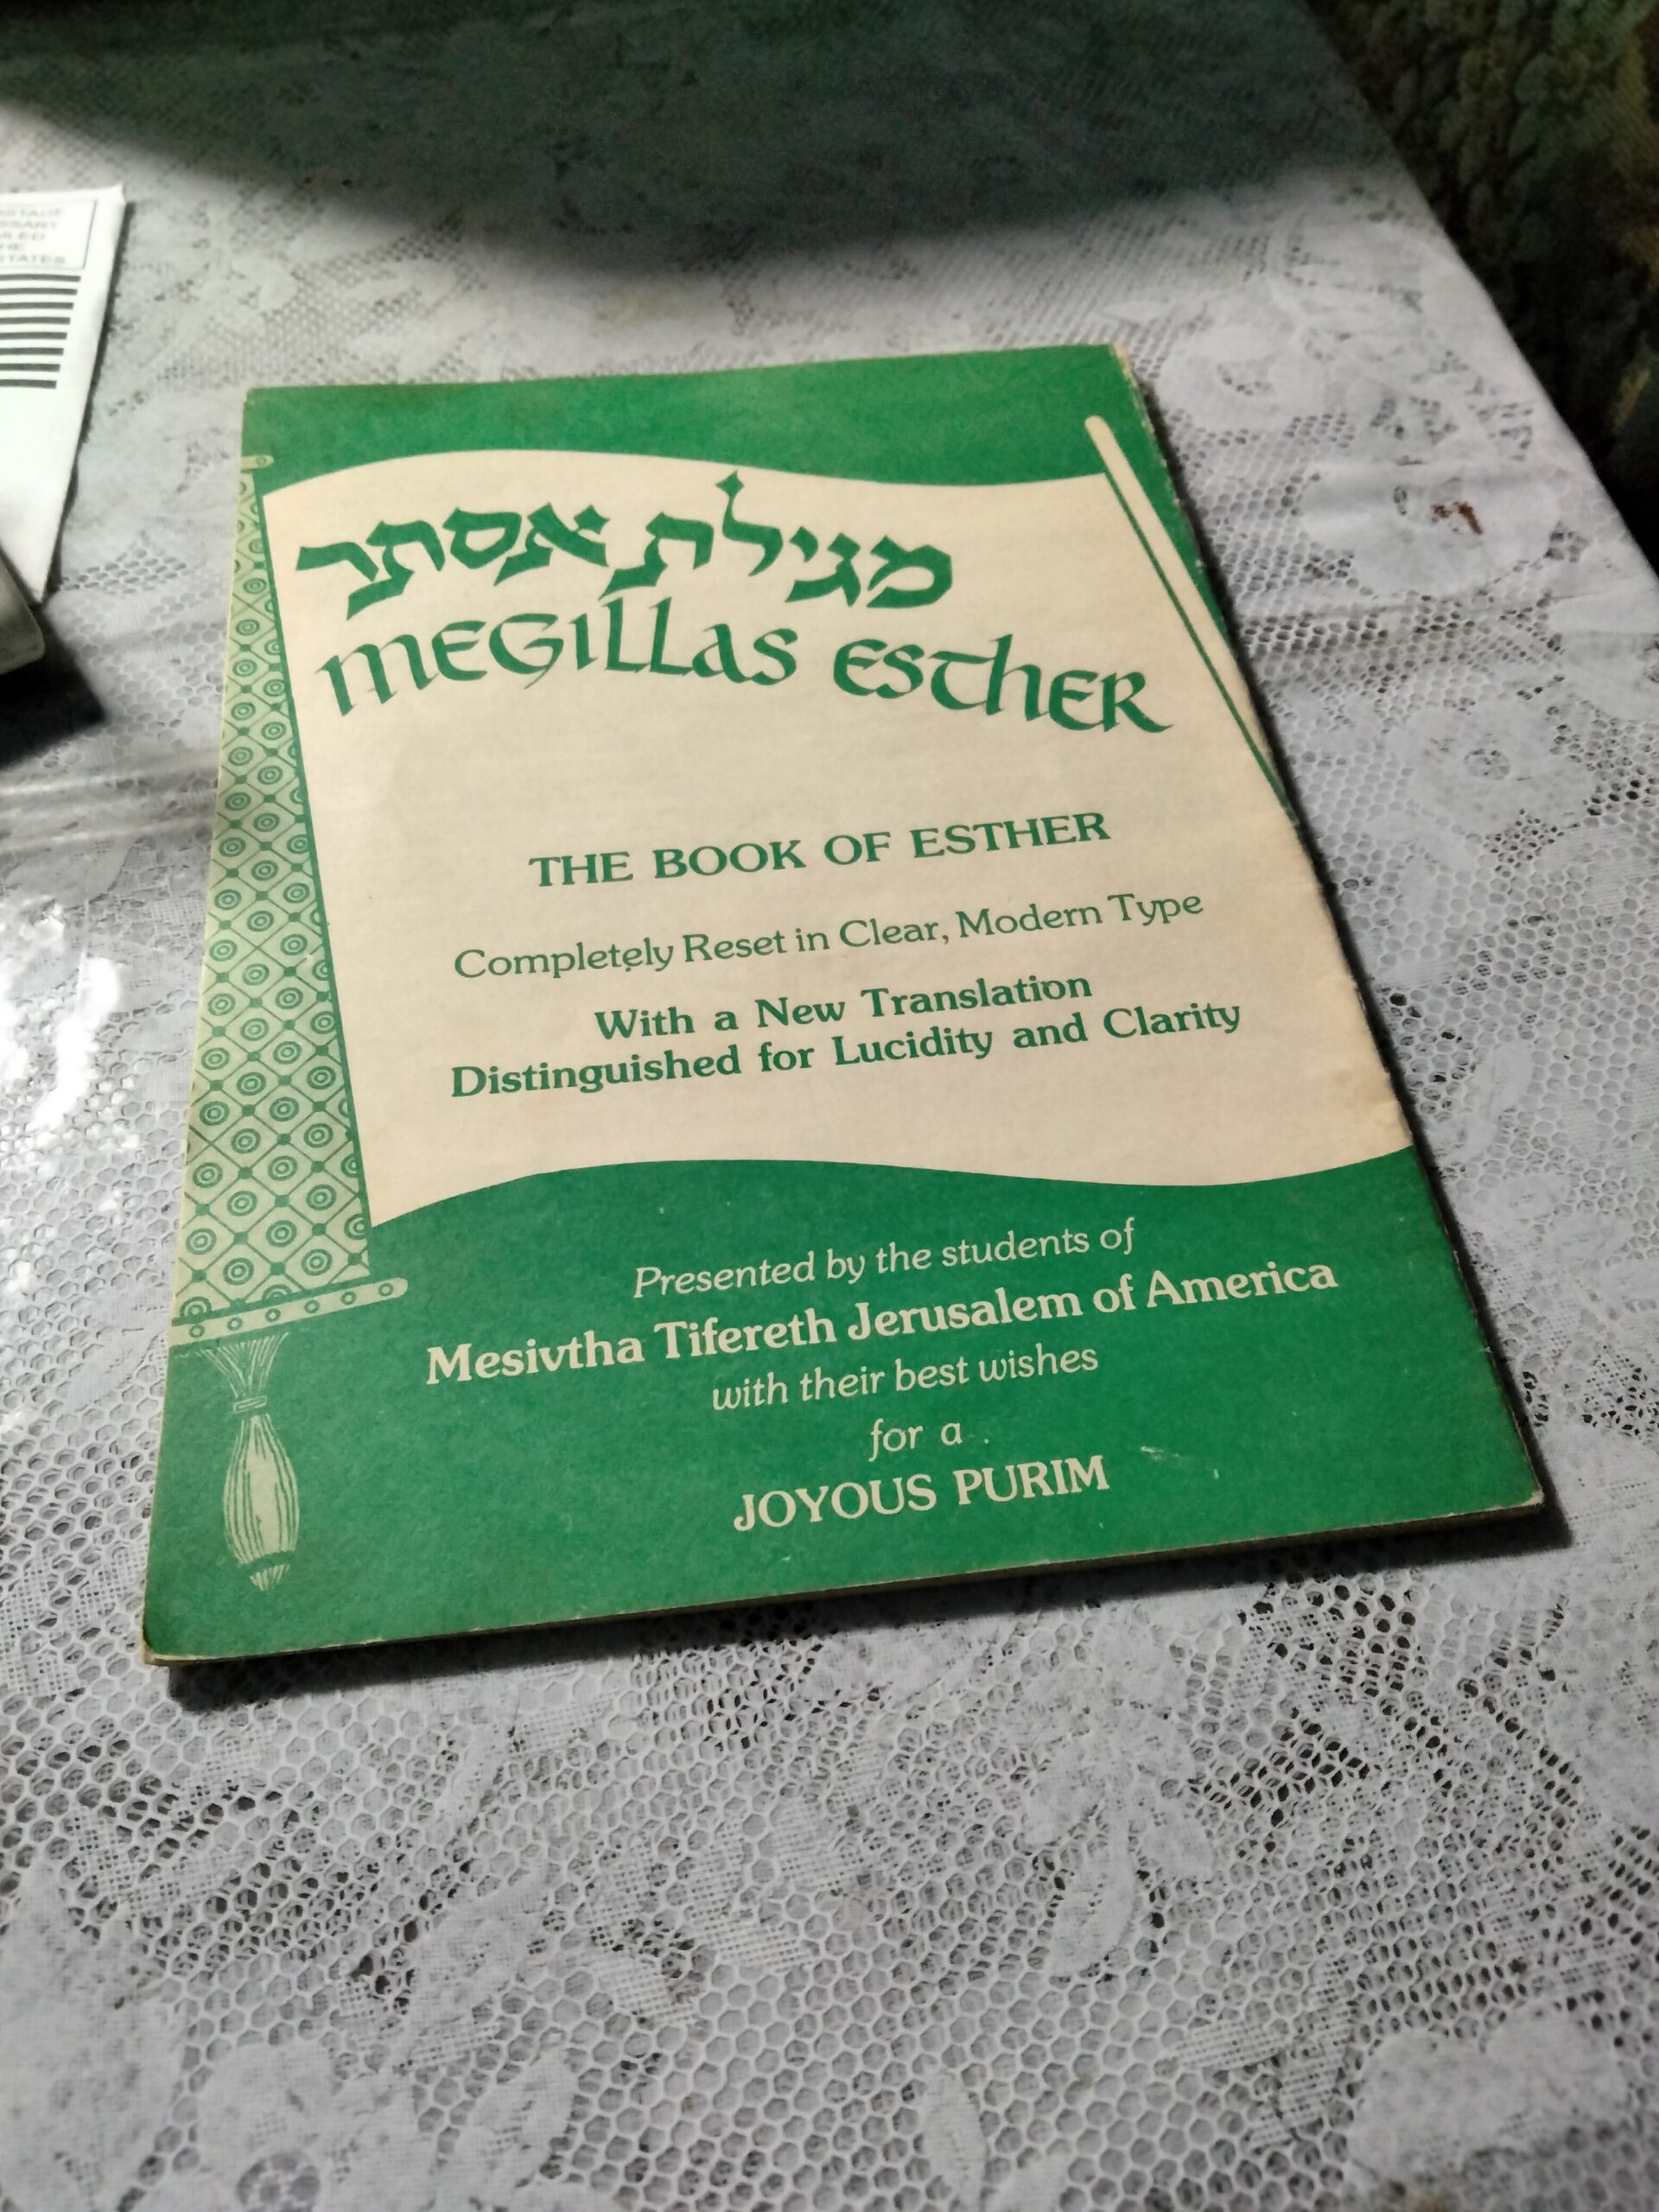 STATES
מגילת אסתר
MEGILLAS ESTHER
THE BOOK OF ESTHER
Completely Reset in Clear, Modern Type
With a New Translation
Distinguished for Lucidity and Clarity
Presented by the students of
Mesivtha Tifereth Jerusalem of America
with their best wishes
for a
JOYOUS PURIM